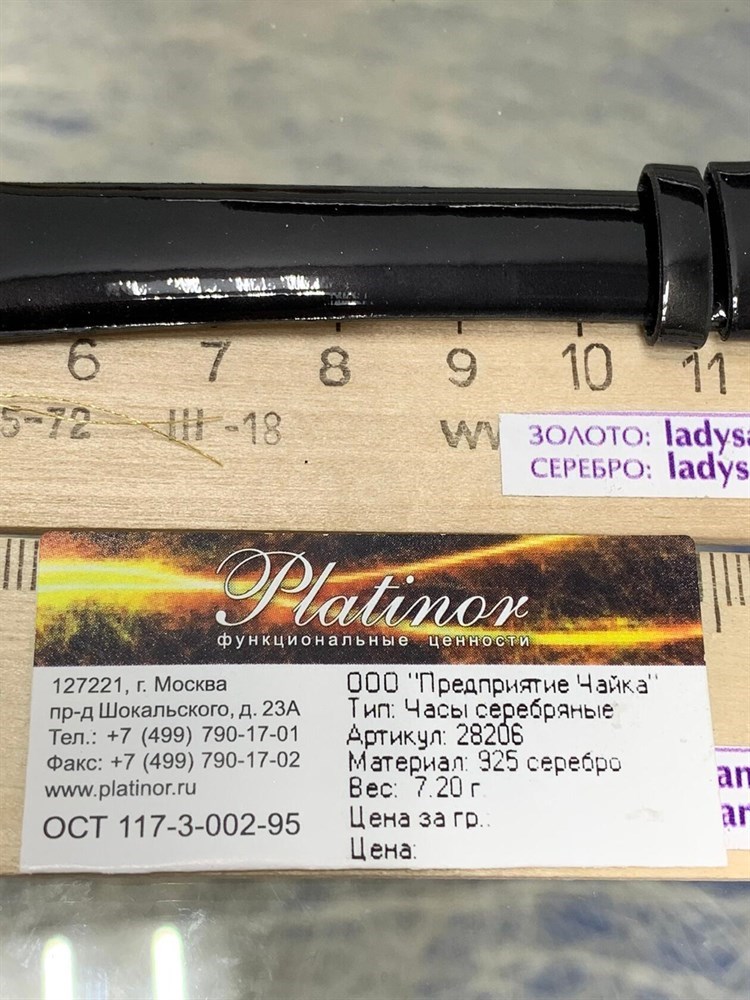 6 7 8 9 10 11
5-72 III -18
ЗОЛОТО:
СЕРЕБРО:
Platinor
функциональные ценности
127221, г. Москва
пр-д Шокальского, д. 23А
Тел.: +7 (499) 790-17-01
Факс: +7 (499) 790-17-02
www.platinor.ru
ОСТ 117-3-002-95
ООО "Предприятие Чайка"
Тип: Часы серебряные
Артикул: 28206
Материал: 925 серебро
Вес: 7.20 г.
Цена за гр.:
Цена: